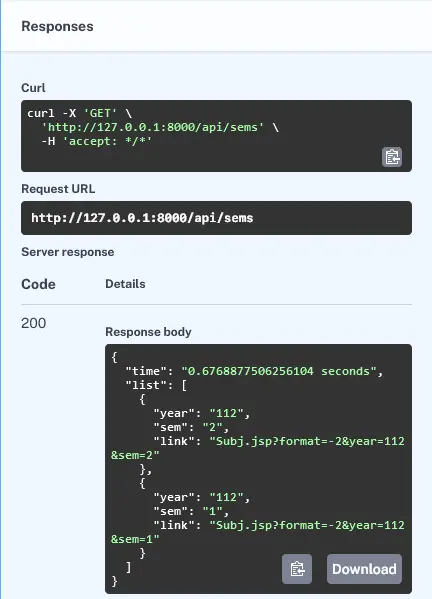 Responses
Curl
curl -X 'GET' \
  'http://127.0.0.1:8000/api/sems' \
  -H 'accept: */*'
Request URL
http://127.0.0.1:8000/api/sems
Server response
Code Details
200
Response body
{
  "time": "0.6768877506256104 seconds",
  "list": [
    {
      "year": "112",
      "sem": "2",
      "link": "Subj.jsp?format=-2&year=112
&sem=2"
    },
    {
      "year": "112",
      "sem": "1",
      "link": "Subj.jsp?format=-2&year=112
&sem=1"
    }
  ]
}
Download